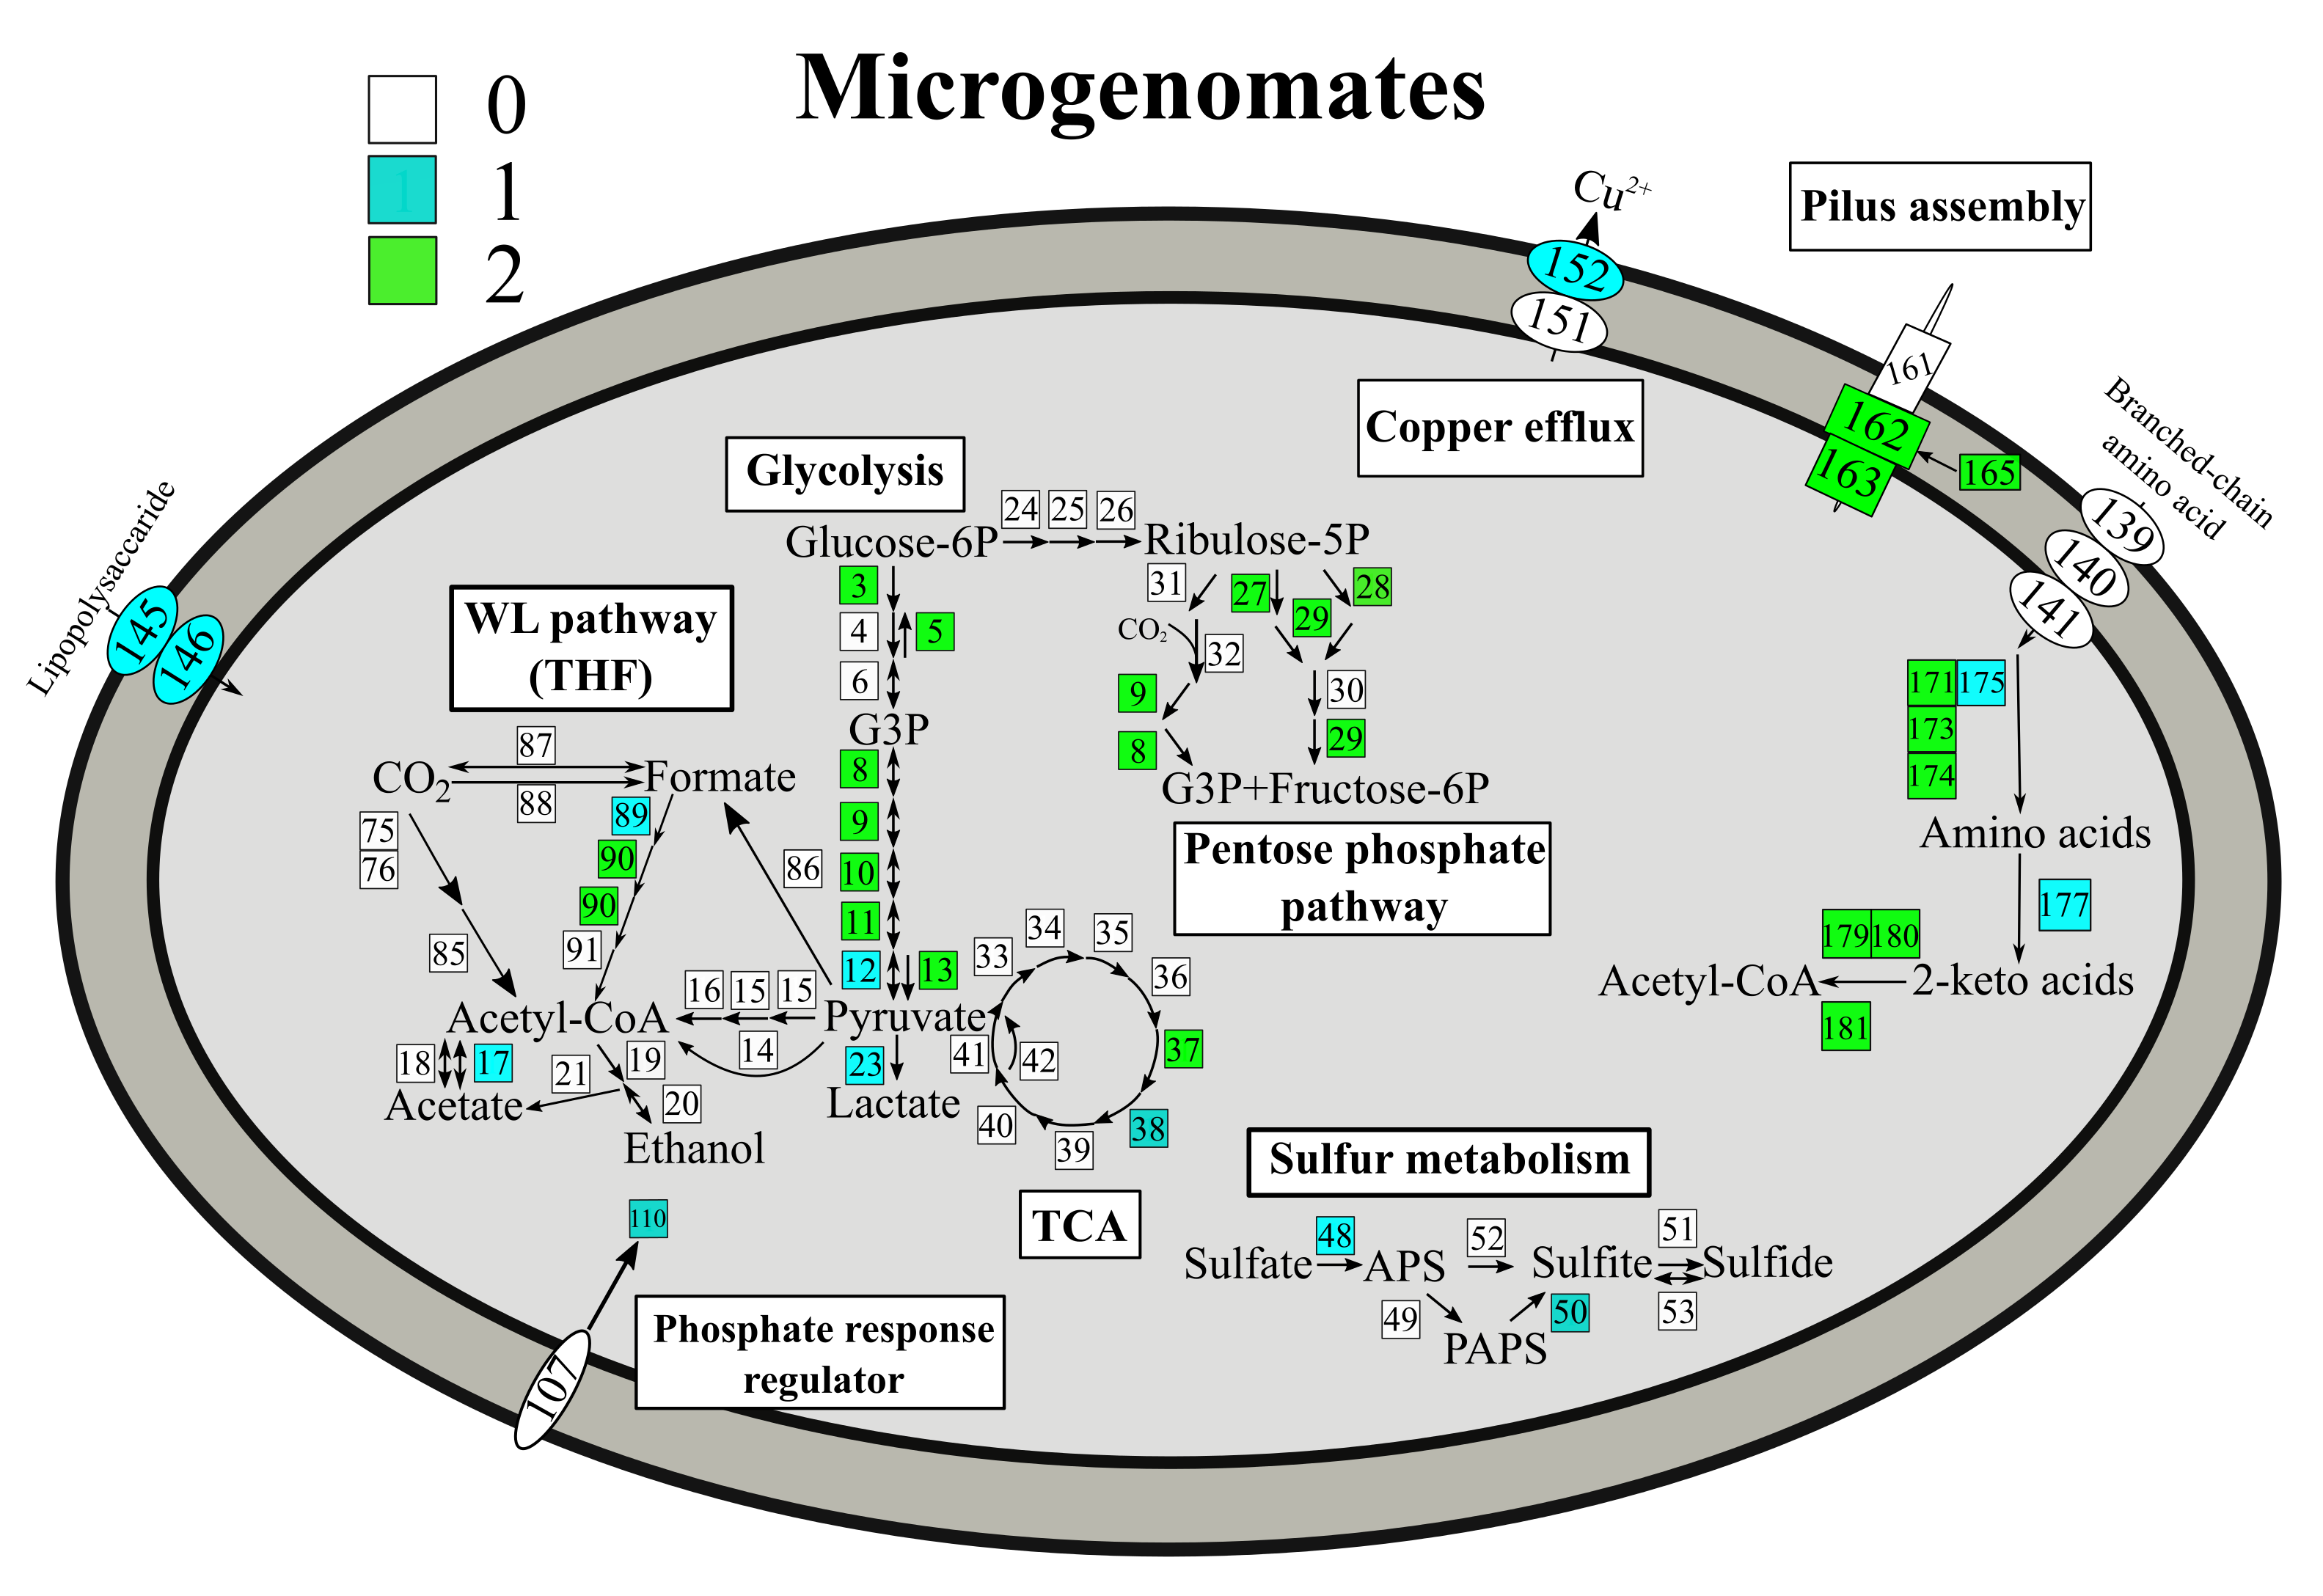 Microgenomates
0
1
1
2
Cu2+
Pilus assembly
152
151
161
162
163
165
Copper efflux
Branched-chain
amino acid
139
140
141
Lipopolysaccaride
145
146
Glycolysis
Glucose-6P
24
25
26
Ribulose-5P
3
4
5
6
G3P
8
9
10
11
12
13
31
27
28
29
CO2
32
9
30
8
29
G3P+Fructose-6P
Pentose phosphate
pathway
WL pathway
(THF)
87
CO2
Formate
88
89
75
76
90
86
90
85
91
16
15
15
Acetyl-CoA
Pyruvate
14
18
17
19
21
20
23
Acetate
Lactate
Ethanol
33
34
35
36
37
38
39
40
41
42
TCA
171
175
173
174
Amino acids
177
179
180
Acetyl-CoA
2-keto acids
181
Sulfur metabolism
48
52
51
Sulfate
APS
Sulfite
Sulfide
49
50
53
PAPS
110
Phosphate response
regulator
107